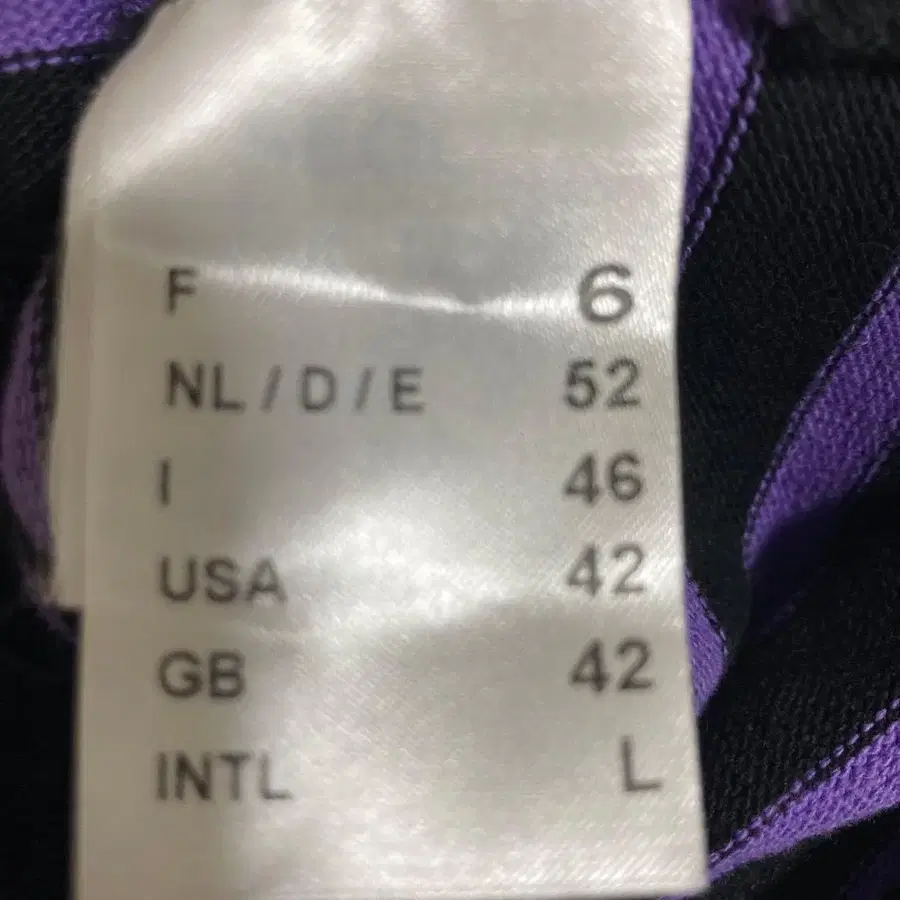 F 6
NL / D / E 52
I 46
USA 42
GB 42
INTL L